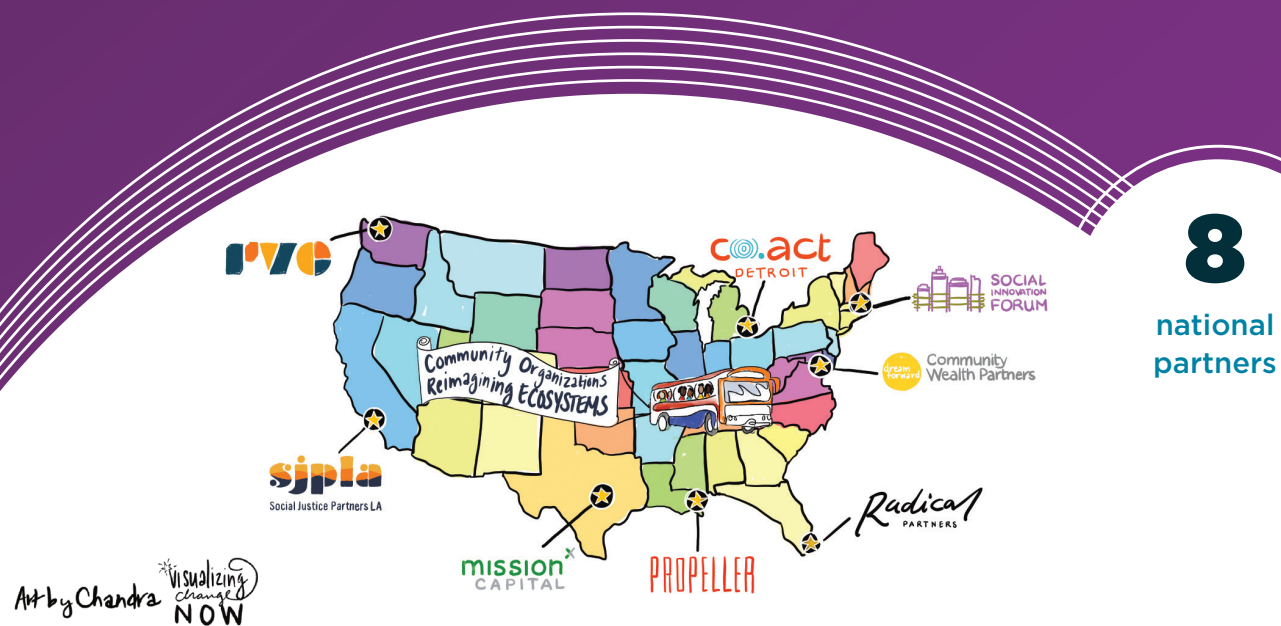 rvc
co.act
DETROIT
SOCIAL
INNOVATION
FORUM
8
national
partners
Community Organizations
Reimagining ECOSYSTEMS
dream
forward
Community
Wealth Partners
sjpla
Social Justice Partners LA
Radical
PARTNERS
mission
CAPITAL
x
PROPELLER
Art by Chandra
Visualizing
change
NOW